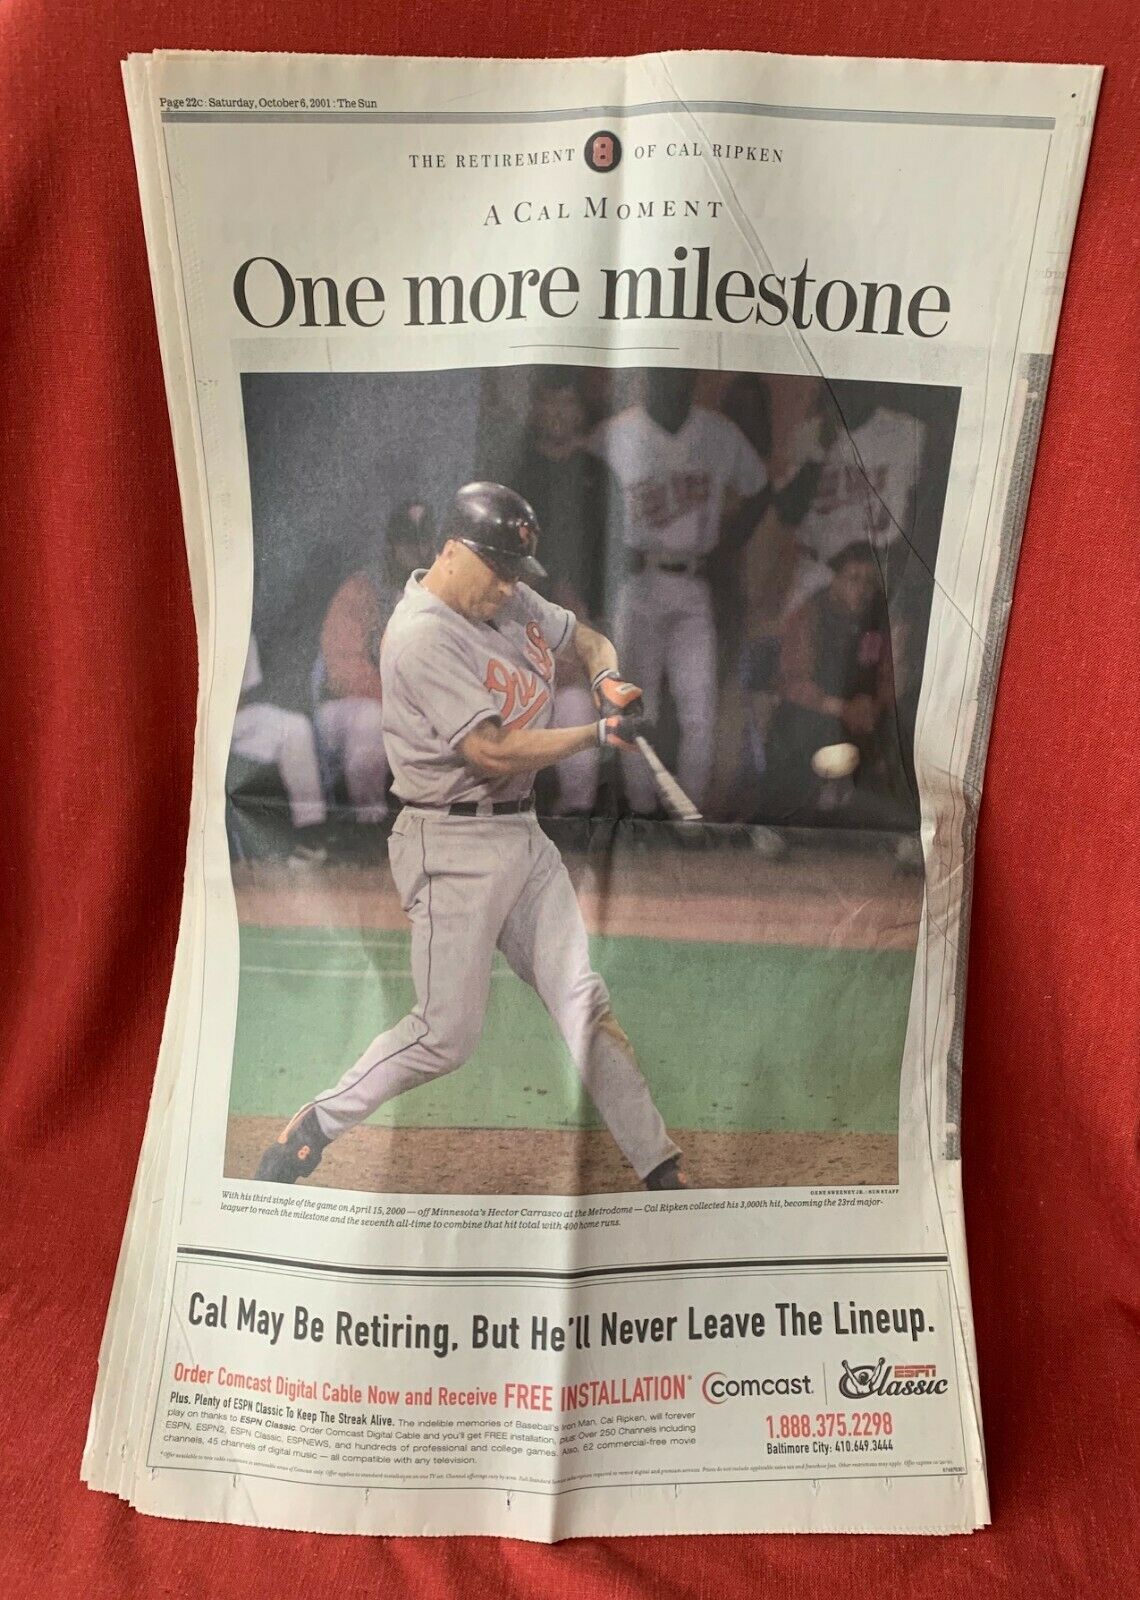 Page 22C : Saturday, October 6, 2001 : The Sun
THE RETIREMENT 8 OF CAL RIPKEN
A CAL MOMENT
One more milestone
TWINS
8
GENE SWEENEY JR. : SUN STAFF
With his third single of the game on April 15, 2000 — off Minnesota's Hector Carrasco at the Metrodome — Cal Ripken collected his 3,000th hit, becoming the 23rd major-
leaguer to reach the milestone and the seventh all-time to combine that hit total with 400 home runs.
Cal May Be Retiring, But He'll Never Leave The Lineup.
Order Comcast Digital Cable Now and Receive FREE INSTALLATION*
Plus, Plenty of ESPN Classic To Keep The Streak Alive. The indelible memories of Baseball's Iron Man, Cal Ripken, will forever
play on thanks to ESPN Classic. Order Comcast Digital Cable and you'll get FREE installation, plus Over 250 Channels including
ESPN, ESPN2, ESPN Classic, ESPNEWS, and hundreds of professional and college games. Also, 62 commercial-free movie
channels, 45 channels of digital music — all compatible with any television.
comcast.
ESPN
Classic
1.888.375.2298
Baltimore City: 410.649.3444